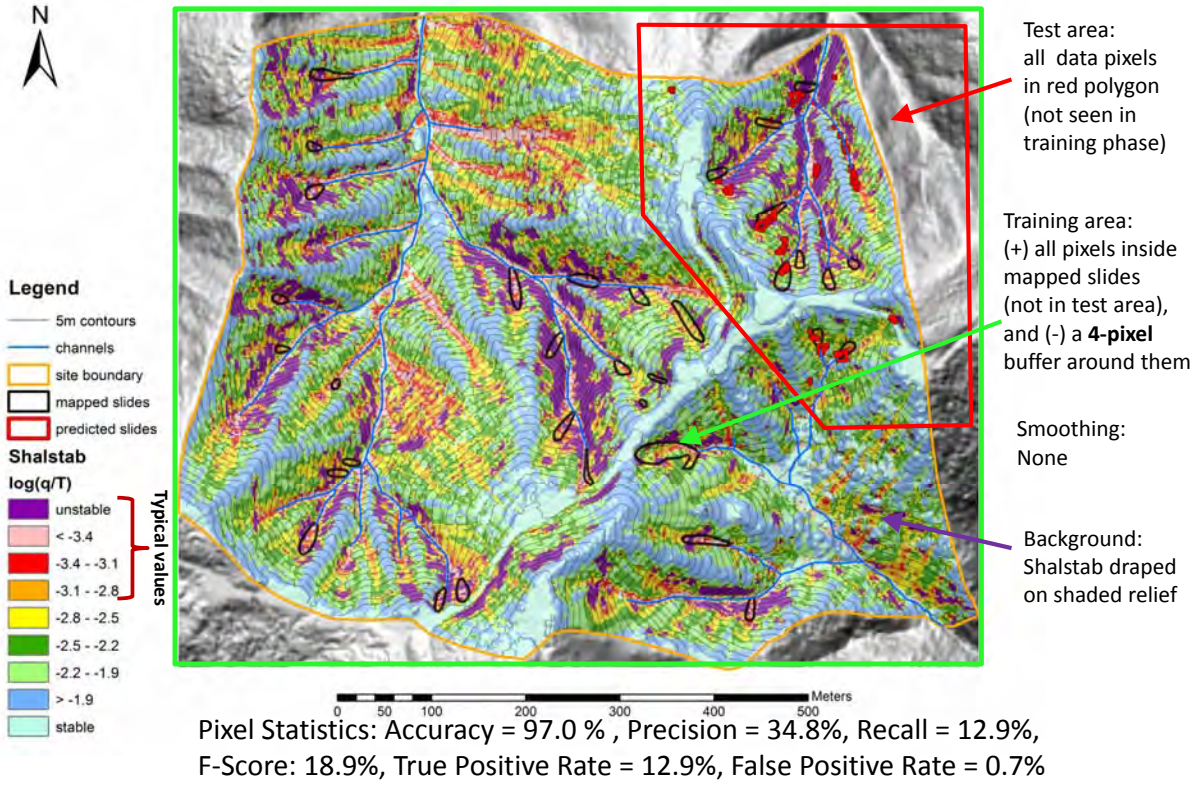 N
Test area:
all data pixels
in red polygon
(not seen in
training phase)
Training area:
(+) all pixels inside
mapped slides
(not in test area),
and (-) a 4-pixel
buffer around them
Smoothing:
None
Background:
Shalstab draped
on shaded relief
Legend
5m contours
channels
site boundary
mapped slides
predicted slides
Shalstab
log(q/T)
unstable
< -3.4
-3.4 - -3.1
-3.1 - -2.8
-2.8 - -2.5
-2.5 - -2.2
-2.2 - -1.9
> -1.9
stable
Typical values
Meters
0 50 100 200 300 400 500
Pixel Statistics: Accuracy = 97.0 % , Precision = 34.8%, Recall = 12.9%,
F-Score: 18.9%, True Positive Rate = 12.9%, False Positive Rate = 0.7%